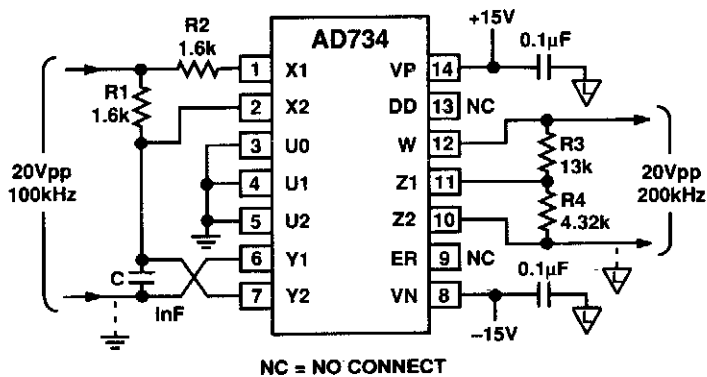 R2
1.6k
R1
1.6k
20Vpp
100kHz
C
lnF
AD734
1 X1
2 X2
3 U0
4 U1
5 U2
6 Y1
7 Y2
VP 14
DD 13 NC
W 12
Z1 11
Z2 10
ER 9 NC
VN 8
+15V
0.1µF
L
R3
13k
R4
4.32k
20Vpp
200kHz
L
0.1µF
L
–15V
NC = NO CONNECT